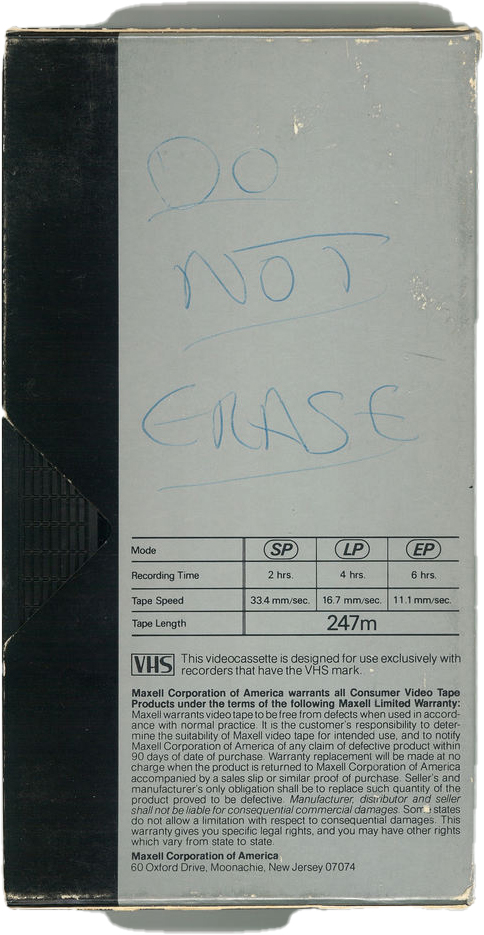 DO
NOT
ERASE
Mode SP LP EP
Recording Time 2 hrs. 4 hrs. 6 hrs.
Tape Speed 33.4 mm/sec. 16.7 mm/sec. 11.1 mm/sec.
Tape Length 247m
VHS This videocassette is designed for use exclusively with
recorders that have the VHS mark.
Maxell Corporation of America warrants all Consumer Video Tape
Products under the terms of the following Maxell Limited Warranty:
Maxell warrants video tape to be free from defects when used in accord-
ance with normal practice. It is the customer's responsibility to deter-
mine the suitability of Maxell video tape for intended use, and to notify
Maxell Corporation of America of any claim of defective product within
90 days of date of purchase. Warranty replacement will be made at no
charge when the product is returned to Maxell Corporation of America
accompanied by a sales slip or similar proof of purchase. Seller's and
manufacturer's only obligation shall be to replace such quantity of the
product proved to be defective. Manufacturer, distributor and seller
shall not be liable for consequential commercial damages. Some states
do not allow a limitation with respect to consequential damages. This
warranty gives you specific legal rights, and you may have other rights
which vary from state to state.
Maxell Corporation of America
60 Oxford Drive, Moonachie, New Jersey 07074